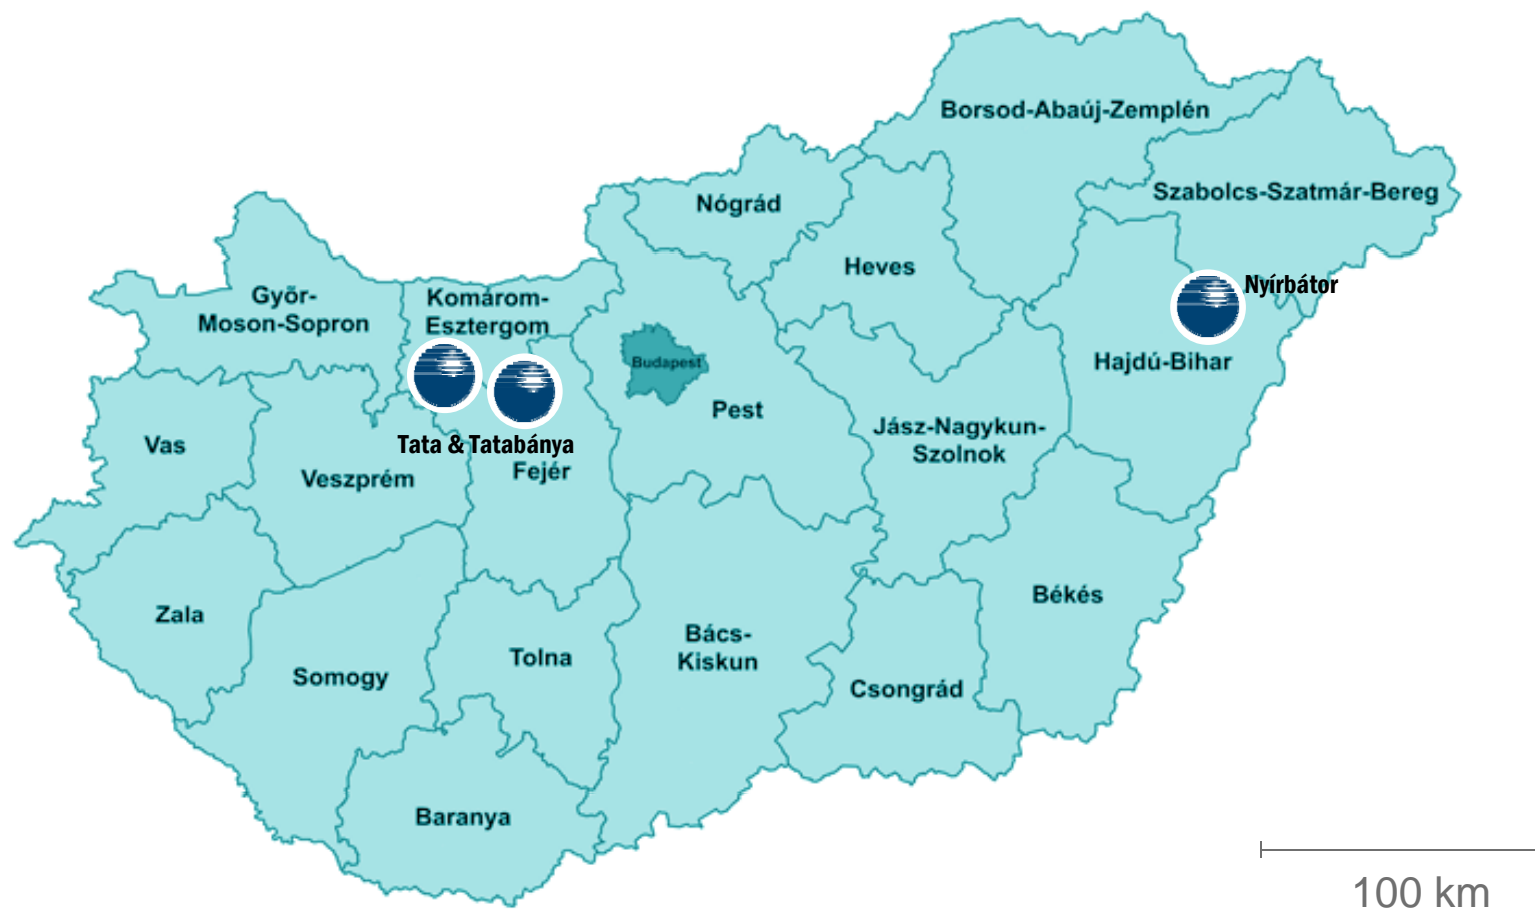 Borsod-Abaúj-Zemplén
Szabolcs-Szatmár-Bereg
Nógrád
Heves
Nyírbátor
Győr-
Moson-Sopron
Komárom-
Esztergom
Budapest
Hajdú-Bihar
Pest
Jász-Nagykun-
Szolnok
Vas
Tata & Tatabánya
Veszprém
Fejér
Békés
Zala
Bács-
Kiskun
Tolna
Somogy
Csongrád
Baranya
100 km